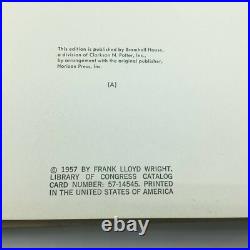 This edition is published by Bramhall House,
a division of Clarkson N. Potter, Inc.,
by arrangement with the original publisher,
Horizon Press, Inc.
[A]
© 1957 BY FRANK LLOYD WRIGHT.
LIBRARY OF CONGRESS CATALOG
CARD NUMBER: 57-14545. PRINTED
IN THE UNITED STATES OF AMERICA